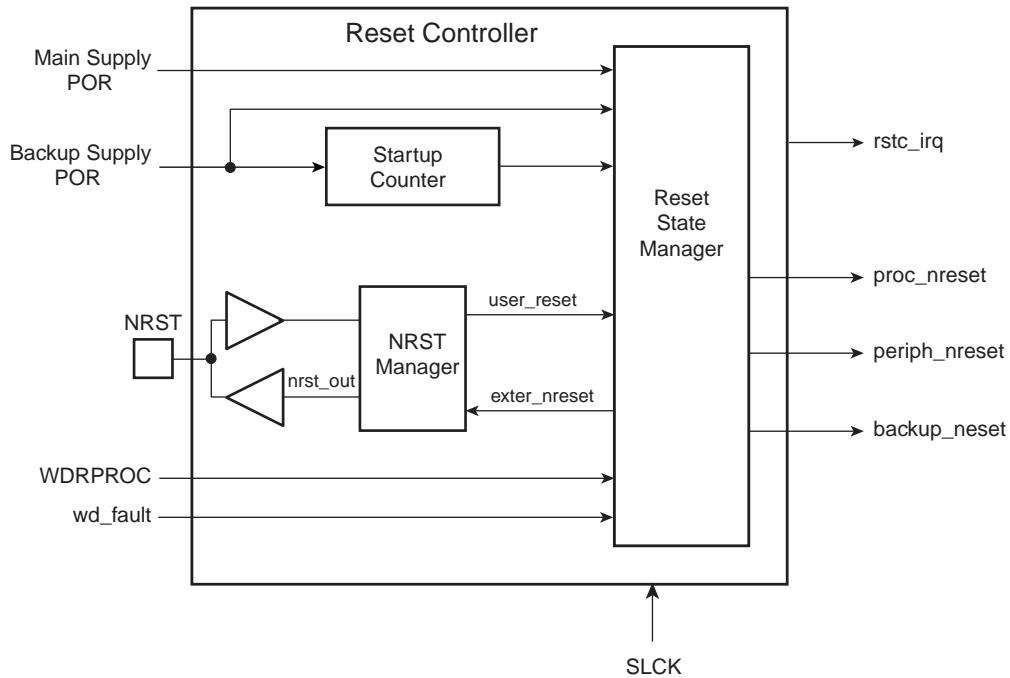 Reset Controller
Main Supply
POR
Backup Supply
POR
Startup
Counter
rstc_irq
Reset
State
Manager
proc_nreset
user_reset
NRST
NRST
Manager
periph_nreset
nrst_out
exter_nreset
backup_neset
WDRPROC
wd_fault
SLCK